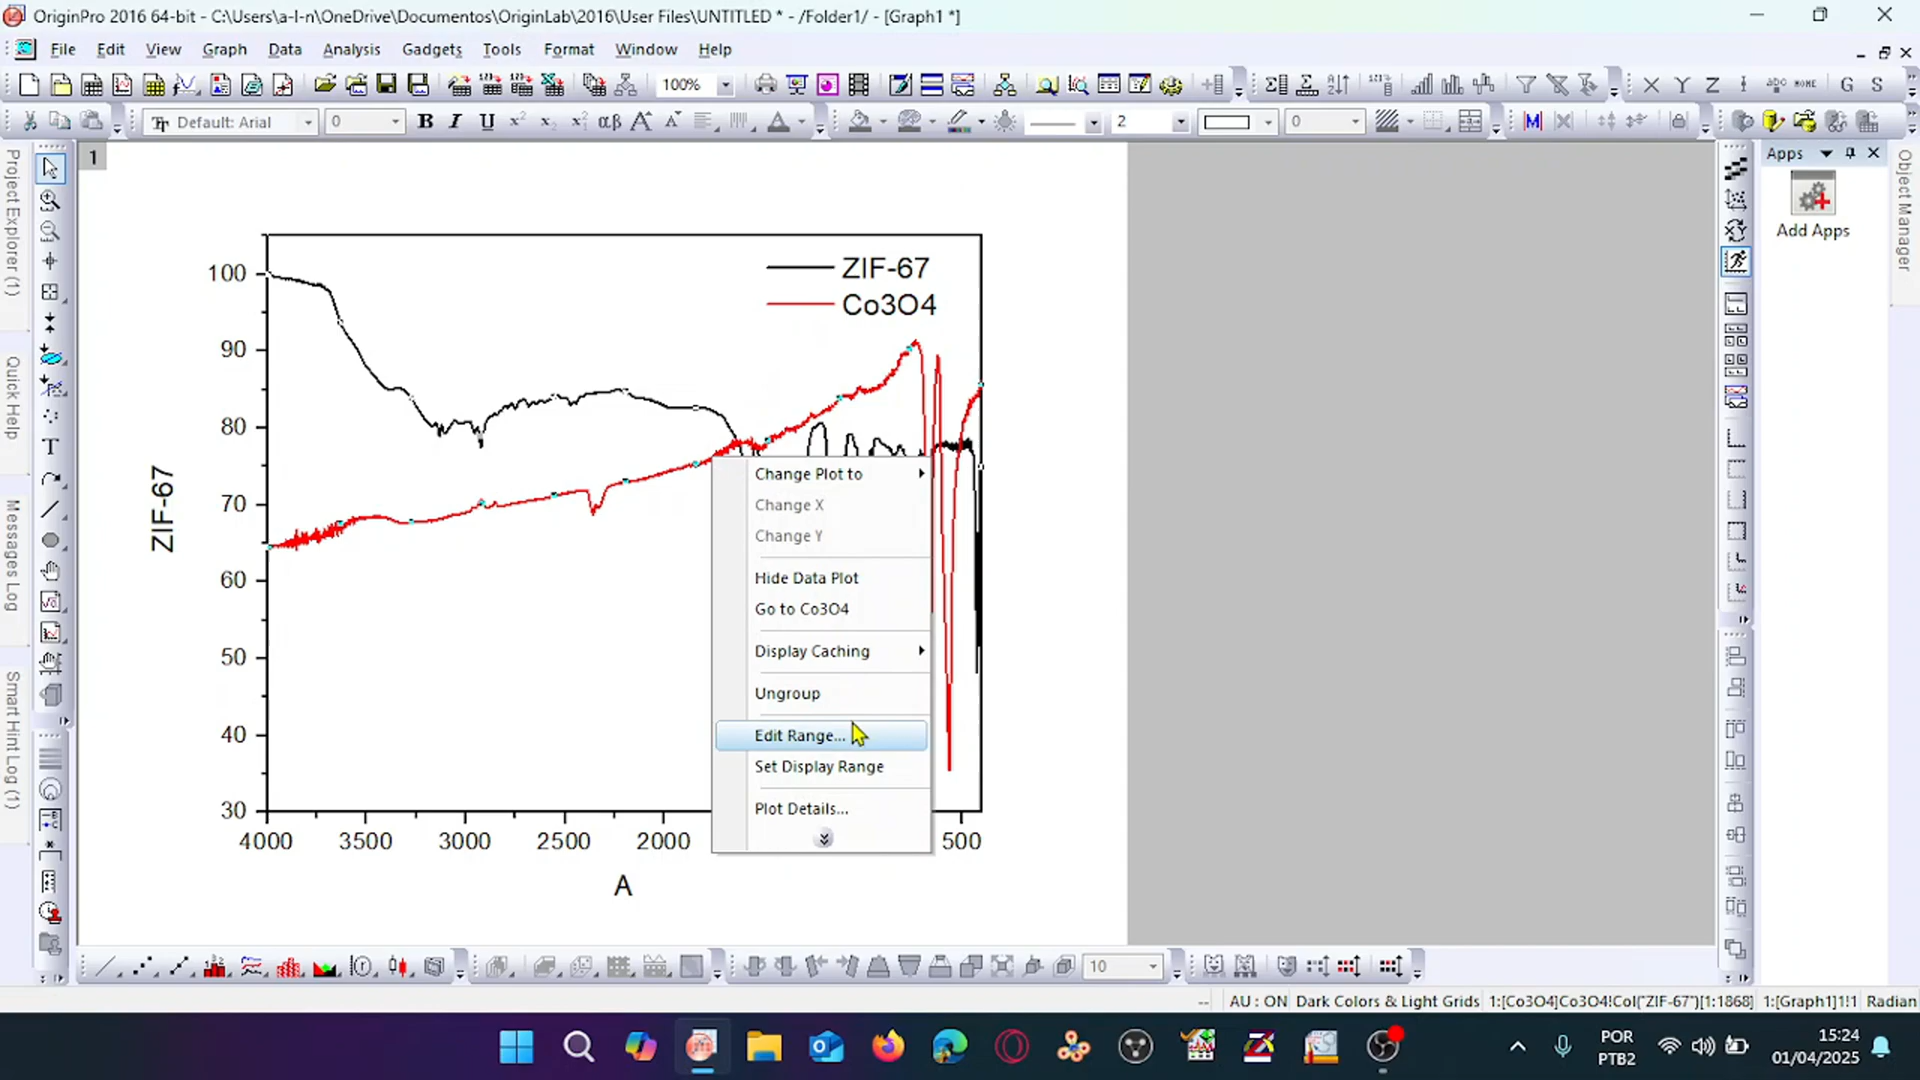 OriginPro 2016 64-bit - C:\Users\a-l-n\OneDrive\Documentos\OriginLab\2016\User Files\UNTITLED * - /Folder1/ - [Graph1 *]
File Edit View Graph Data Analysis Gadgets Tools Format Window Help
100%
X Y Z G S
Default: Arial 0 B I U αβ A A A 2 0
1
Apps
Add Apps
Project Explorer (1)
Quick Help
Messages Log
Smart Hint Log (1)
Object Manager
ZIF-67
Co3O4
100
90
80
70
60
50
40
30
ZIF-67
4000 3500 3000 2500 2000 500
A
Change Plot to
Change X
Change Y
Hide Data Plot
Go to Co3O4
Display Caching
Ungroup
Edit Range...
Set Display Range
Plot Details...
10
-- AU : ON Dark Colors & Light Grids 1:[Co3O4]Co3O4!Col("ZIF-67")[1:1868] 1:[Graph1]1!1 Radian
POR
PTB2
15:24
01/04/2025